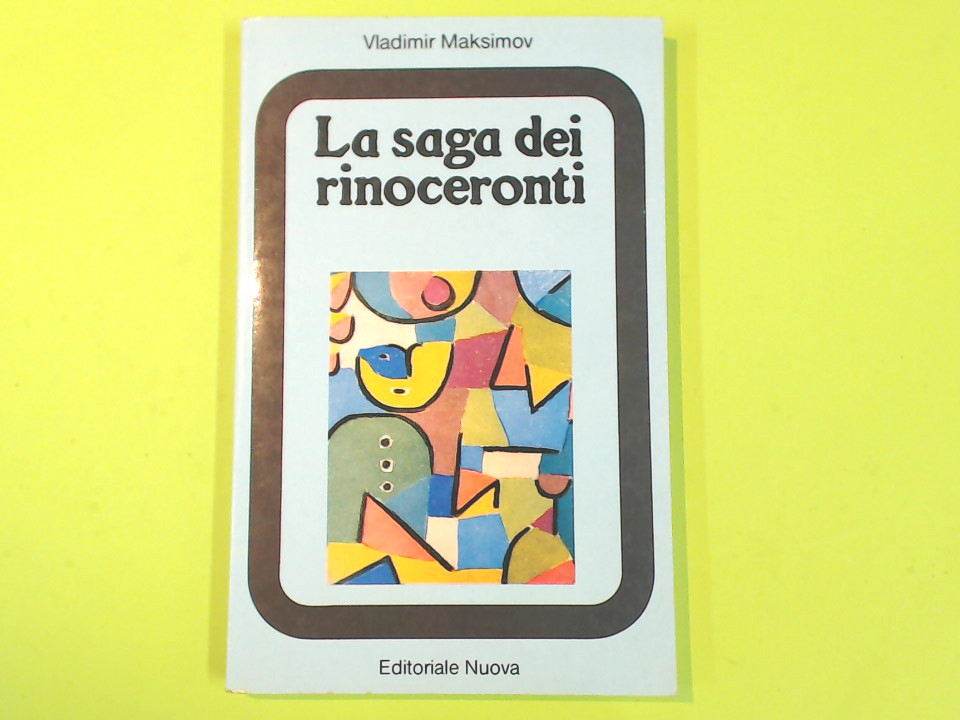 Vladimir Maksimov
La saga dei
rinoceronti
Editoriale Nuova